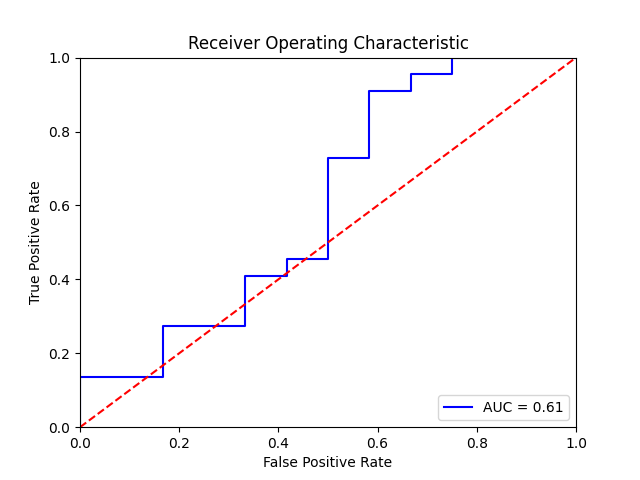 Receiver Operating Characteristic
True Positive Rate
1.0
0.8
0.6
0.4
0.2
0.0
AUC = 0.61
0.0 0.2 0.4 0.6 0.8 1.0
False Positive Rate